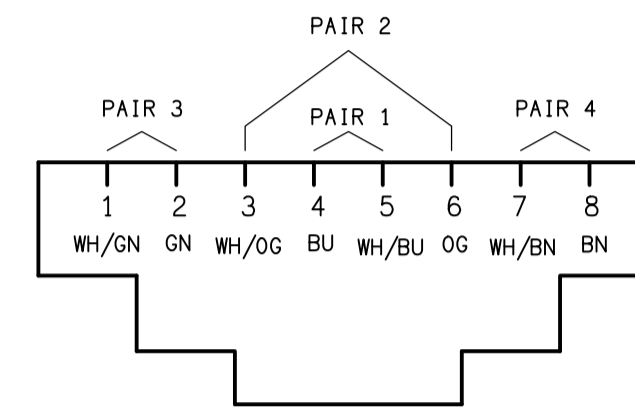 PAIR 2
PAIR 3
PAIR 1
PAIR 4
1 2 3 4 5 6 7 8
WH/GN GN WH/OG BU WH/BU OG WH/BN BN